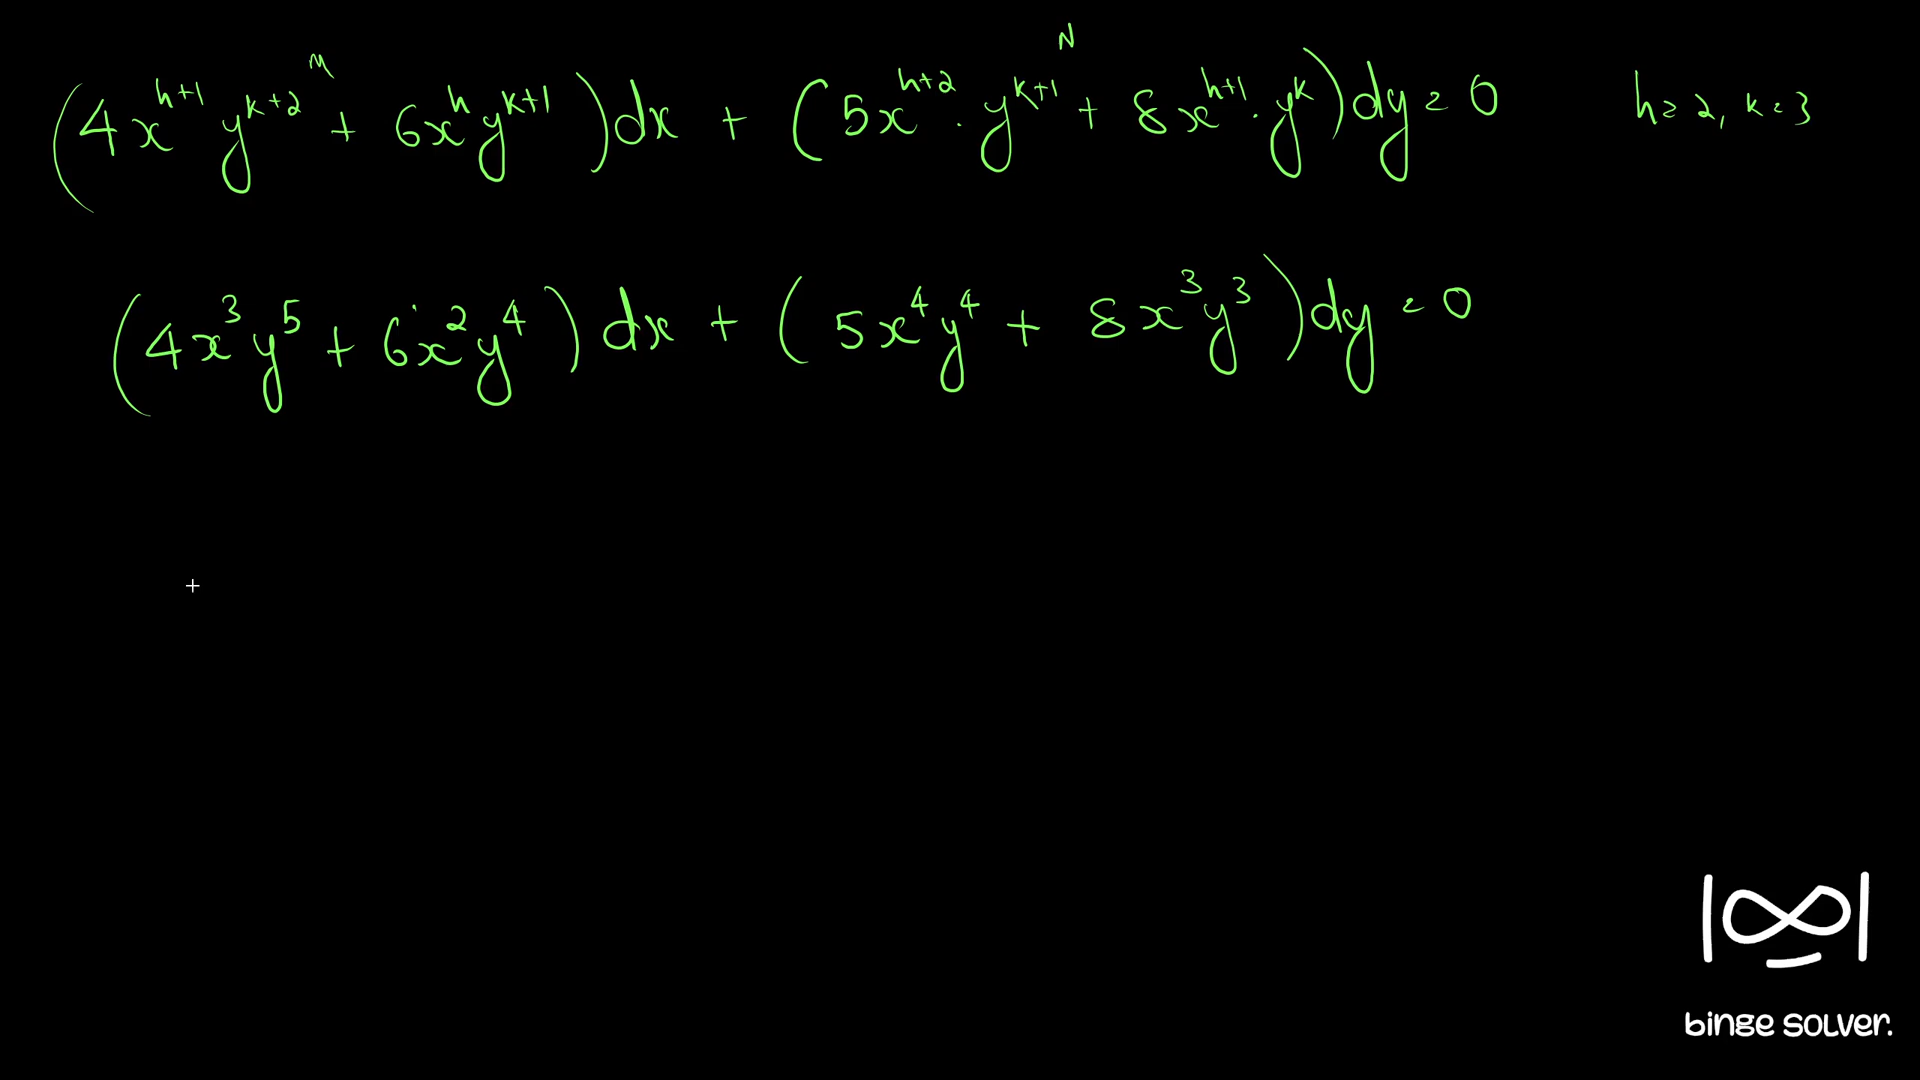 M N
(4x^{h+1} y^{k+2} + 6x^h y^{k+1}) dx + (5x^{h+2} · y^{k+1} + 8x^{h+1} · y^k) dy = 0 h = 2, k = 3
(4x^3 y^5 + 6x^2 y^4) dx + (5x^4 y^4 + 8x^3 y^3) dy = 0
binge solver.